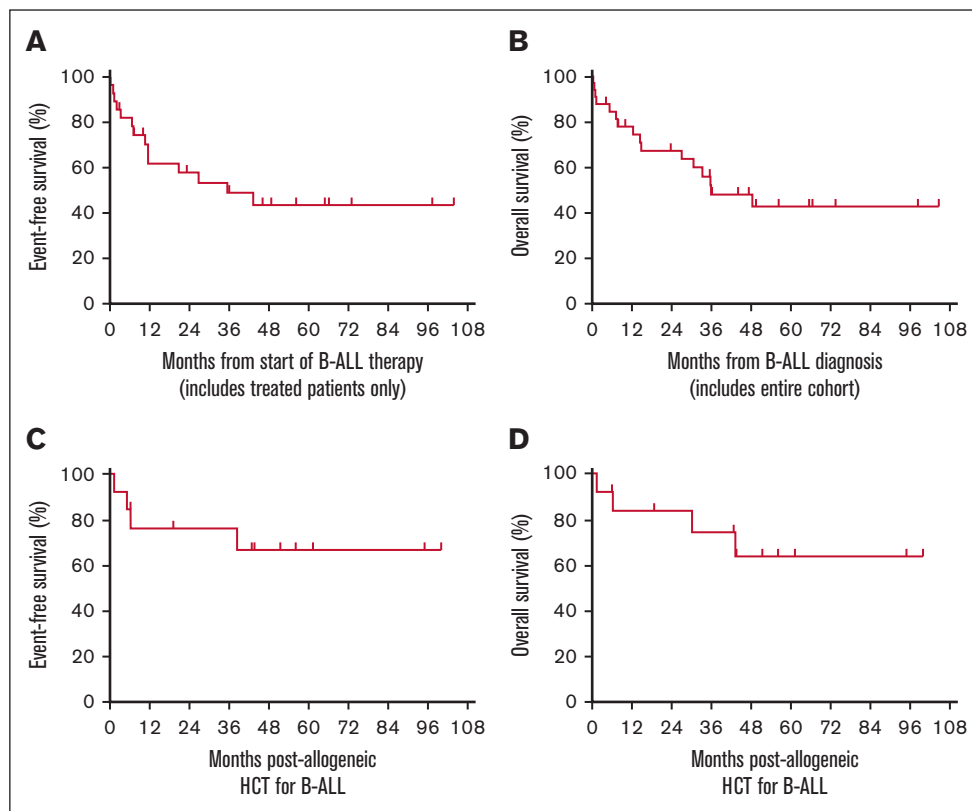 A
Event-free survival (%)
100
80
60
40
20
0
0 12 24 36 48 60 72 84 96 108
Months from start of B-ALL therapy
(includes treated patients only)
B
Overall survival (%)
100
80
60
40
20
0
0 12 24 36 48 60 72 84 96 108
Months from B-ALL diagnosis
(includes entire cohort)
C
Event-free survival (%)
100
80
60
40
20
0
0 12 24 36 48 60 72 84 96 108
Months post-allogeneic
HCT for B-ALL
D
Overall survival (%)
100
80
60
40
20
0
0 12 24 36 48 60 72 84 96 108
Months post-allogeneic
HCT for B-ALL